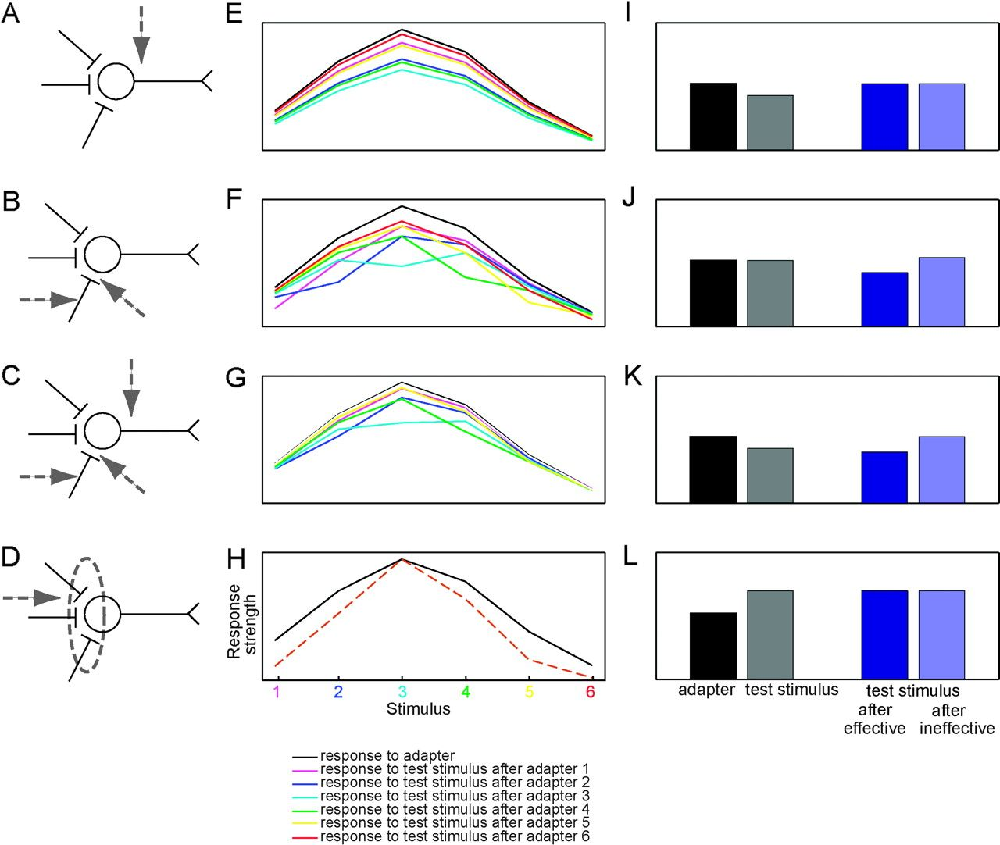 A
E
I
B
F
J
C
G
K
D
H
L
Response
strength
1 2 3 4 5 6
Stimulus
adapter test stimulus test stimulus
after after
effective ineffective
response to adapter
response to test stimulus after adapter 1
response to test stimulus after adapter 2
response to test stimulus after adapter 3
response to test stimulus after adapter 4
response to test stimulus after adapter 5
response to test stimulus after adapter 6